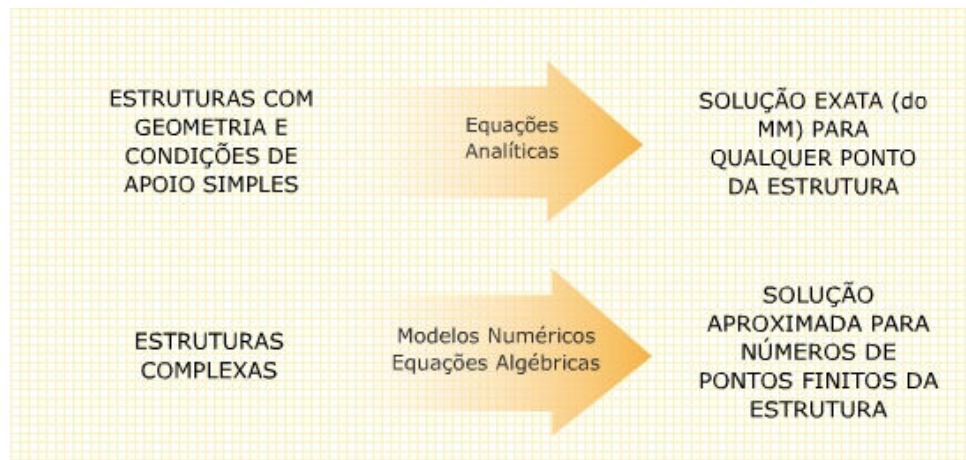 ESTRUTURAS COM
GEOMETRIA E
CONDIÇÕES DE
APOIO SIMPLES
Equações
Analíticas
SOLUÇÃO EXATA (do
MM) PARA
QUALQUER PONTO
DA ESTRUTURA
ESTRUTURAS
COMPLEXAS
Modelos Numéricos
Equações Algébricas
SOLUÇÃO
APROXIMADA PARA
NÚMEROS DE
PONTOS FINITOS DA
ESTRUTURA